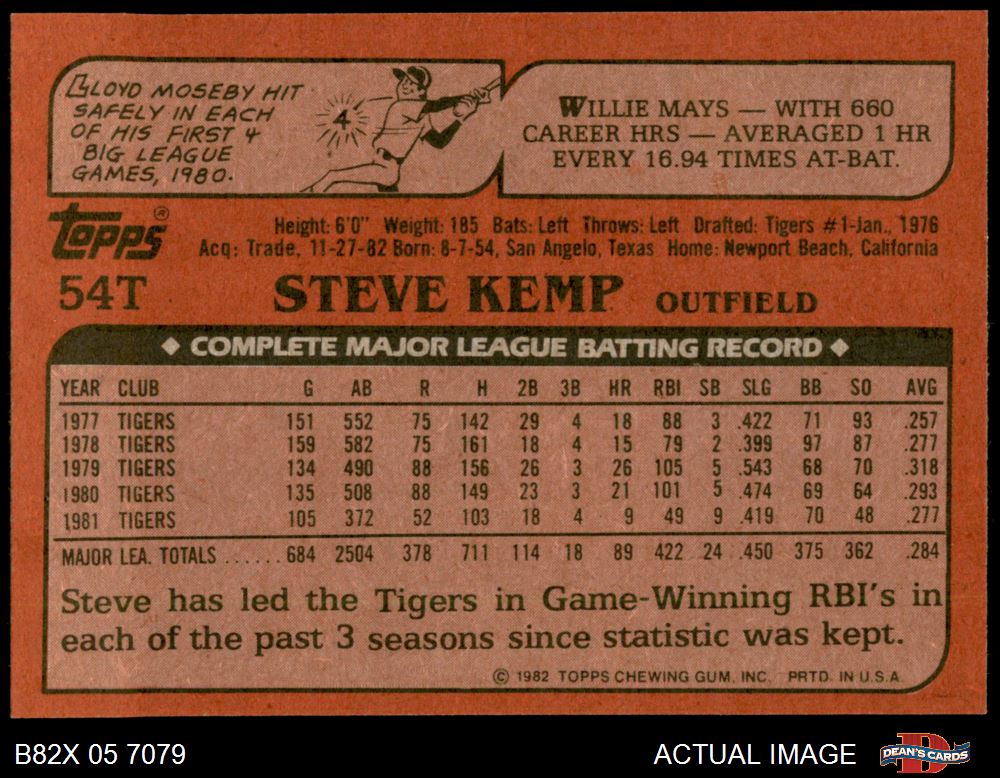 LLOYD MOSEBY HIT
SAFELY IN EACH
OF HIS FIRST 4
BIG LEAGUE
GAMES, 1980.
4
WILLIE MAYS — WITH 660
CAREER HRS — AVERAGED 1 HR
EVERY 16.94 TIMES AT-BAT.
Topps®
Height: 6'0" Weight: 185 Bats: Left Throws: Left Drafted: Tigers #1-Jan., 1976
Acq: Trade, 11-27-82 Born: 8-7-54, San Angelo, Texas Home: Newport Beach, California
54T STEVE KEMP OUTFIELD
◆ COMPLETE MAJOR LEAGUE BATTING RECORD ◆
YEAR CLUB G AB R H 2B 3B HR RBI SB SLG BB SO AVG
1977 TIGERS 151 552 75 142 29 4 18 88 3 .422 71 93 .257
1978 TIGERS 159 582 75 161 18 4 15 79 2 .399 97 87 .277
1979 TIGERS 134 490 88 156 26 3 26 105 5 .543 68 70 .318
1980 TIGERS 135 508 88 149 23 3 21 101 5 .474 69 64 .293
1981 TIGERS 105 372 52 103 18 4 9 49 9 .419 70 48 .277
MAJOR LEA. TOTALS ...... 684 2504 378 711 114 18 89 422 24 .450 375 362 .284
Steve has led the Tigers in Game-Winning RBI's in
each of the past 3 seasons since statistic was kept.
© 1982 TOPPS CHEWING GUM, INC. PRTD. IN U.S.A.
B82X 05 7079 ACTUAL IMAGE DEAN'S CARDS